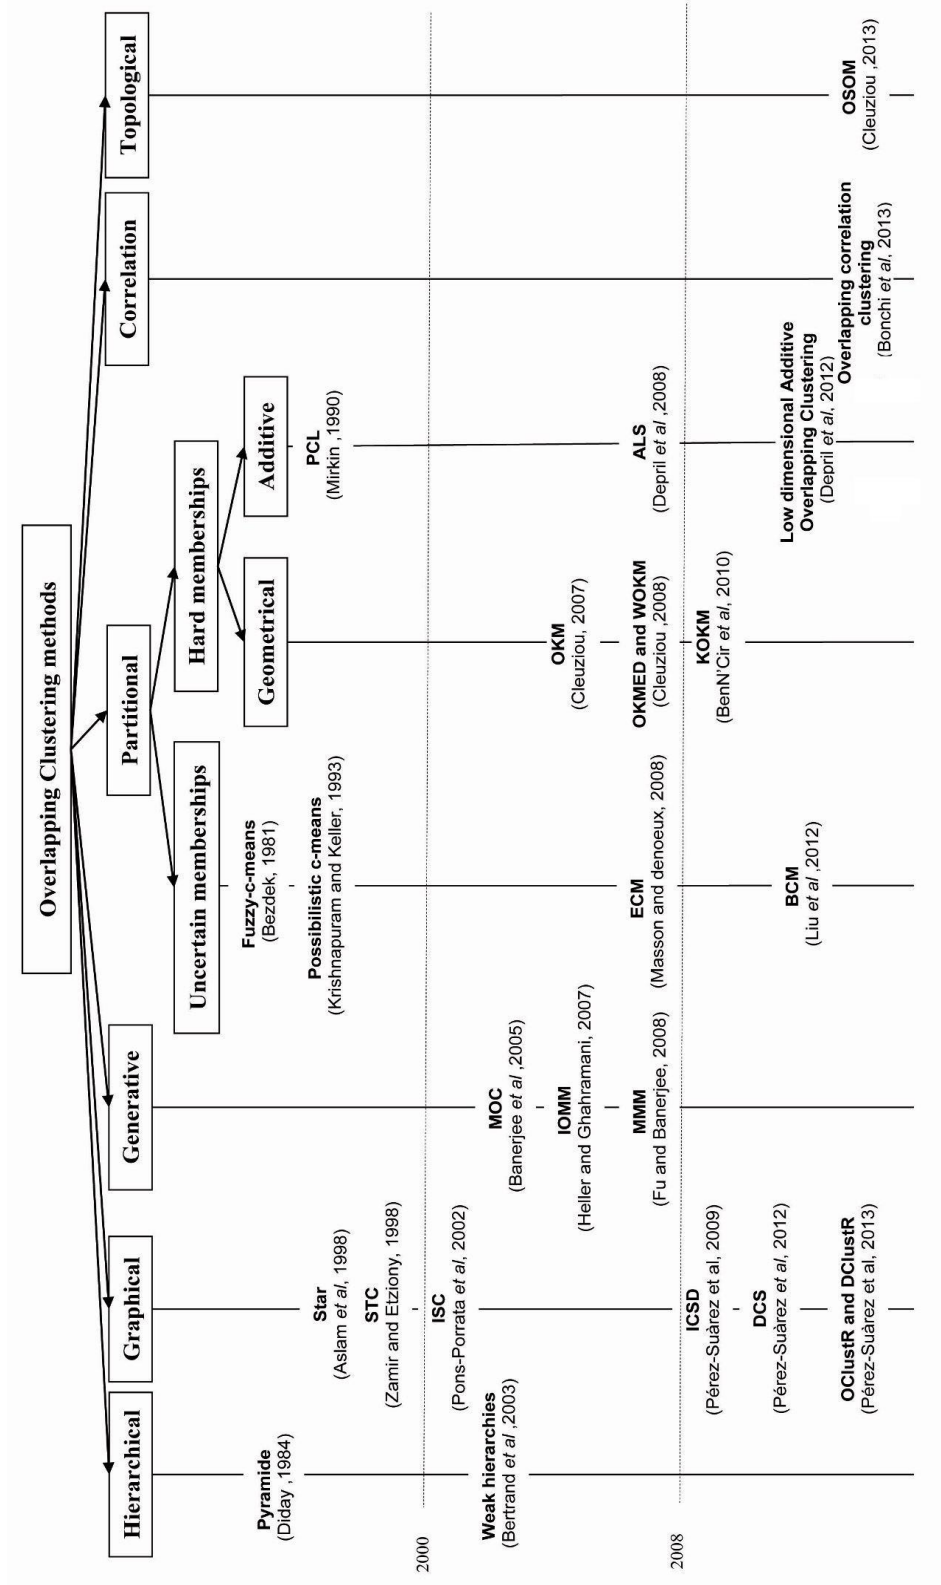 Overlapping Clustering methods
Hierarchical
Graphical
Generative
Partitional
Correlation
Topological
Uncertain memberships
Hard memberships
Geometrical
Additive
Pyramide
(Diday ,1984)
Weak hierarchies
(Bertrand et al ,2003)
Star
(Aslam et al, 1998)
STC
(Zamir and Etziony, 1998)
ISC
(Pons-Porrata et al, 2002)
ICSD
(Pérez-Suàrez et al, 2009)
DCS
(Pérez-Suàrez et al, 2012)
OClustR and DClustR
(Pérez-Suàrez et al, 2013)
MOC
(Banerjee et al ,2005)
IOMM
(Heller and Ghahramani, 2007)
MMM
(Fu and Banerjee, 2008)
Fuzzy-c-means
(Bezdek, 1981)
Possibilistic c-means
(Krishnapuram and Keller, 1993)
ECM
(Masson and denoeux, 2008)
BCM
(Liu et al ,2012)
OKM
(Cleuziou, 2007)
OKMED and WOKM
(Cleuziou ,2008)
KOKM
(BenN'Cir et al, 2010)
PCL
(Mirkin ,1990)
ALS
(Depril et al ,2008)
Low dimensional Additive
Overlapping Clustering
(Depril et al, 2012)
Overlapping correlation
clustering
(Bonchi et al, 2013)
OSOM
(Cleuziou ,2013)
2000
2008